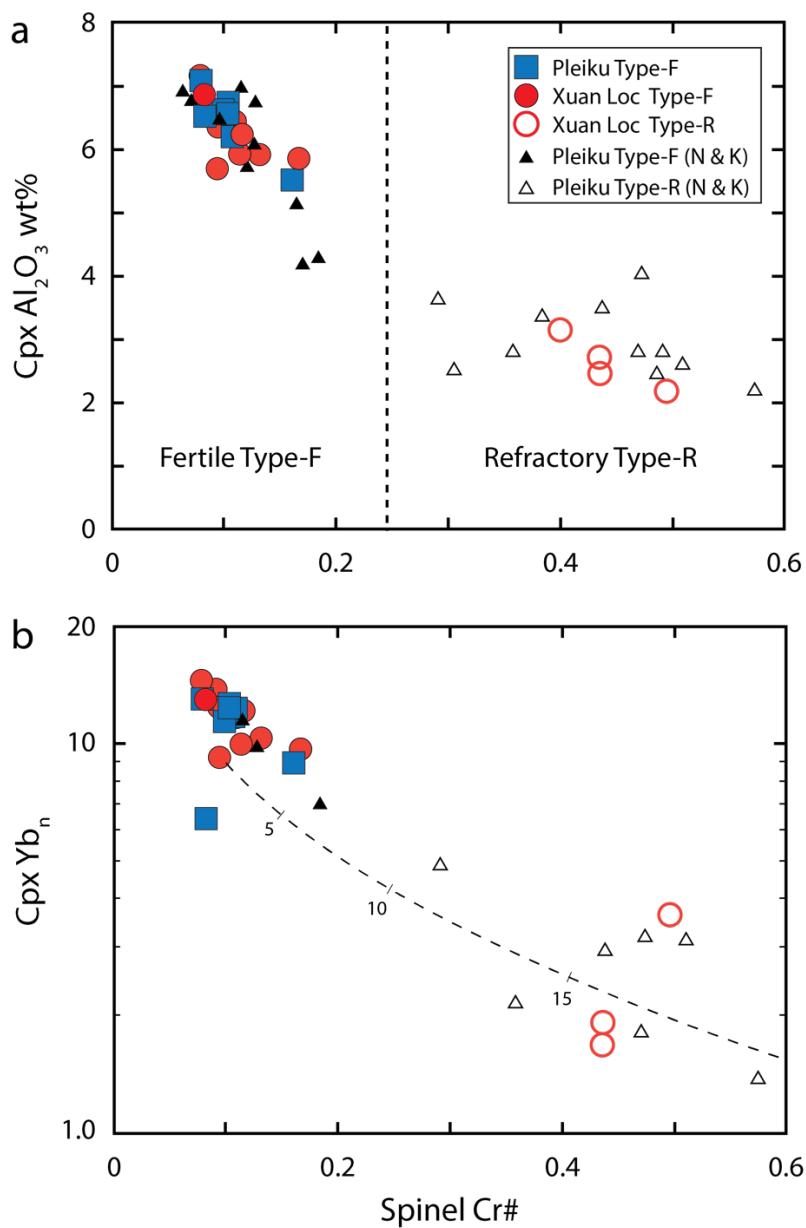 a
8
6
4
2
0
Cpx Al₂O₃ wt%
Pleiku Type-F
Xuan Loc Type-F
Xuan Loc Type-R
Pleiku Type-F (N & K)
Pleiku Type-R (N & K)
Fertile Type-F
Refractory Type-R
0
0.2
0.4
0.6
b
20
10
1.0
Cpx Ybₙ
5
10
15
0
0.2
0.4
0.6
Spinel Cr#